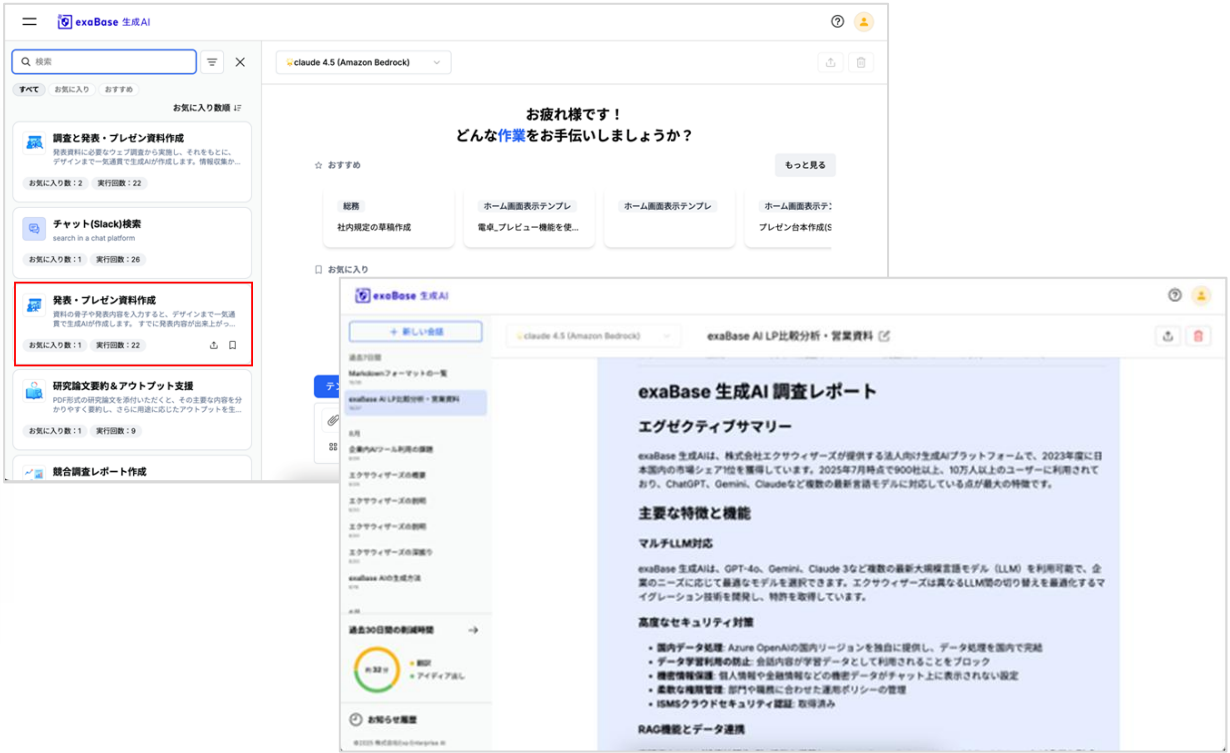 exaBase 生成AI
検索
claude 4.5 (Amazon Bedrock)
すべて
お気に入り
おすすめ
お気に入り数順
調査と発表・プレゼン資料作成
発表資料に必要なウェブ調査から実施し、それをもとに、
デザインまで一気通貫で生成AIが作成します。情報収集か...
お気に入り数：2 実行回数：22
チャット(Slack)検索
search in a chat platform
お気に入り数：1 実行回数：26
発表・プレゼン資料作成
資料の骨子や発表内容を入力すると、デザインまで一気通
貫で生成AIが作成します。 すでに発表内容が出来上がっ...
お気に入り数：1 実行回数：22
研究論文要約＆アウトプット支援
PDF形式の研究論文を添付いただくと、その主要な内容を分
かりやすく要約し、さらに用途に応じたアウトプットを生...
お気に入り数：1 実行回数：9
競合調査レポート作成
お疲れ様です！
どんな作業をお手伝いしましょうか？
おすすめ
もっと見る
総務
社内規定の草稿作成
ホーム画面表示テンプレ
電卓_プレビュー機能を使...
ホーム画面表示テンプレ
ホーム画面表示テン
プレゼン台本作成(S
お気に入り
テン
exaBase 生成AI
＋ 新しい会話
過去7日間
Markdownフォーマットの一覧
exaBase AI LP比較分析・営業資料
8月
企業内AIツール利用の課題
エクサウィザーズの概要
エクサウィザーズの説明
エクサウィザーズの説明
エクサウィザーズの深掘り
exaBase AIの生成方法
過去30日間の削減時間
約 32 分
翻訳
アイディア出し
お知らせ履歴
©2025 株式会社Exa Enterprise AI
claude 4.5 (Amazon Bedrock)
exaBase AI LP比較分析・営業資料
exaBase 生成AI 調査レポート
エグゼクティブサマリー
exaBase 生成AIは、株式会社エクサウィザーズが提供する法人向け生成AIプラットフォームで、2023年度に日
本国内の市場シェア1位を獲得しています。2025年7月時点で900社以上、10万人以上のユーザーに利用されて
おり、ChatGPT、Gemini、Claudeなど複数の最新言語モデルに対応している点が最大の特徴です。
主要な特徴と機能
マルチLLM対応
exaBase 生成AIは、GPT-4o、Gemini、Claude 3など複数の最新大規模言語モデル（LLM）を利用可能で、企
業のニーズに応じて最適なモデルを選択できます。エクサウィザーズは異なるLLM間の切り替えを最適化するマ
イグレーション技術を開発し、特許を取得しています。
高度なセキュリティ対策
• 国内データ処理: Azure OpenAIの国内リージョンを独自に提供し、データ処理を国内で完結
• データ学習利用の防止: 会話内容が学習データとして利用されることをブロック
• 機密情報保護: 個人情報や金融情報などの機密データがチャット上に表示されない設定
• 柔軟な権限管理: 部門や職務に合わせた運用ポリシーの管理
• ISMSクラウドセキュリティ認証: 取得済み
RAG機能とデータ連携